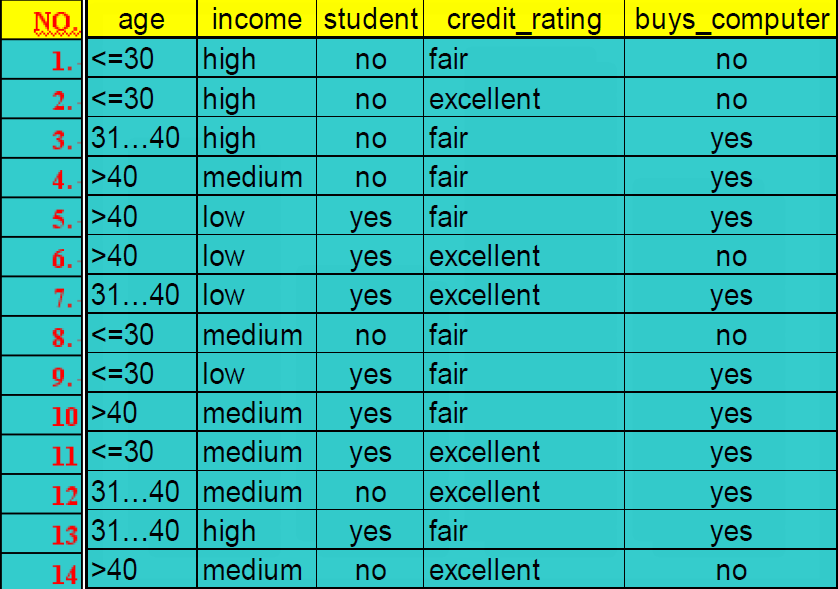 NO. age income student credit_rating buys_computer
1. <=30 high no fair no
2. <=30 high no excellent no
3. 31…40 high no fair yes
4. >40 medium no fair yes
5. >40 low yes fair yes
6. >40 low yes excellent no
7. 31…40 low yes excellent yes
8. <=30 medium no fair no
9. <=30 low yes fair yes
10 >40 medium yes fair yes
11 <=30 medium yes excellent yes
12 31…40 medium no excellent yes
13 31…40 high yes fair yes
14 >40 medium no excellent no